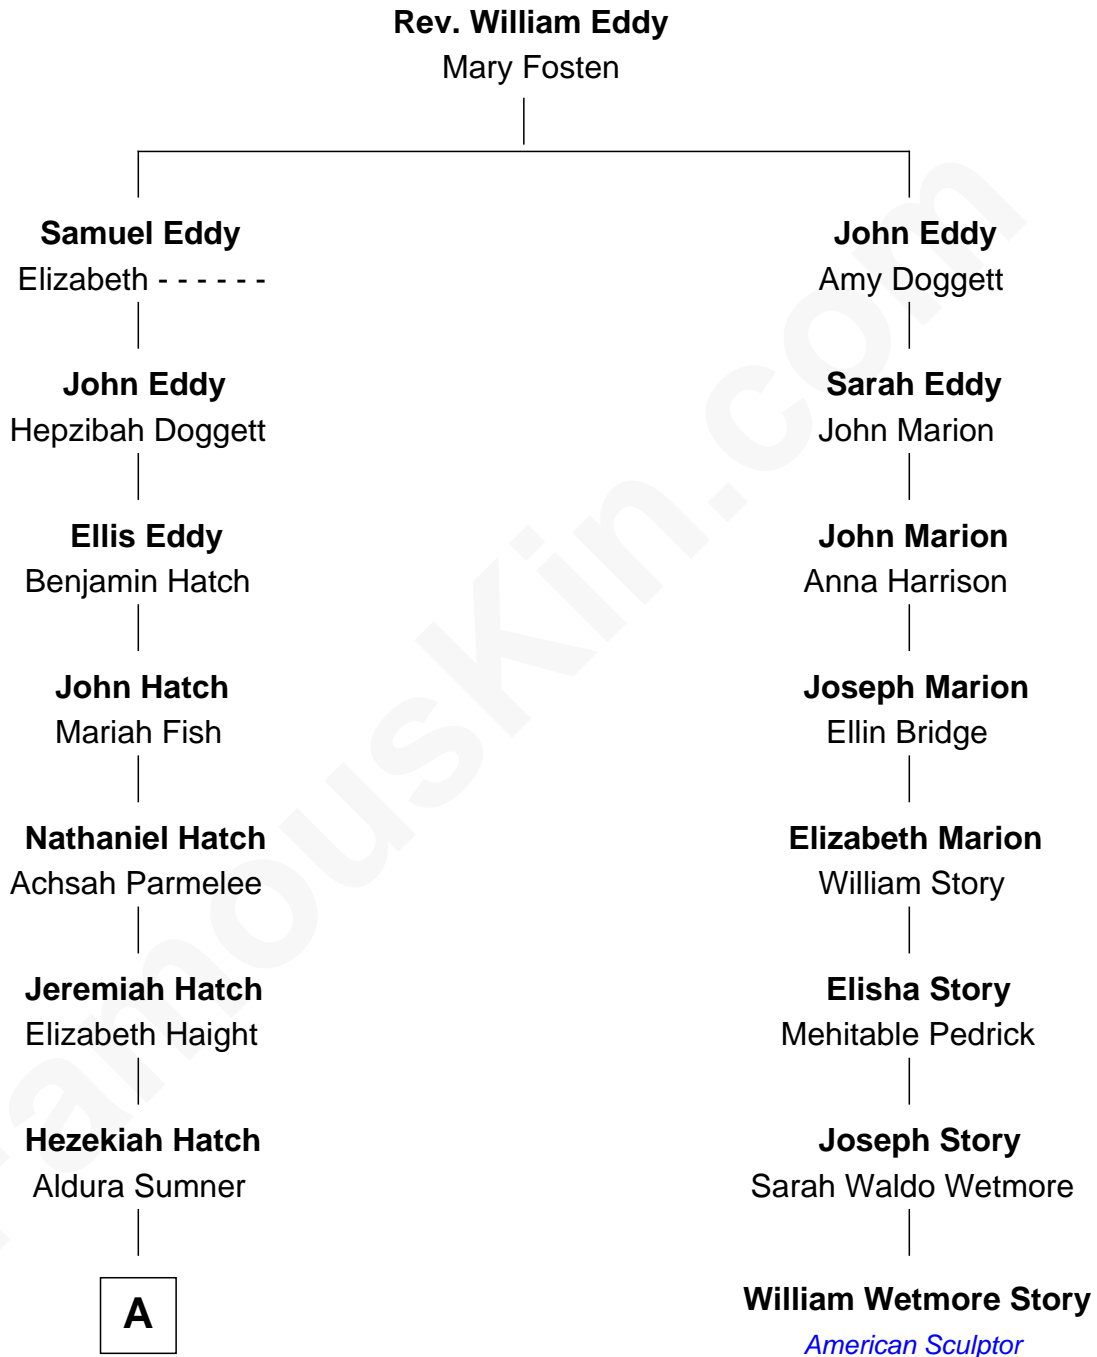 Rev. William Eddy
Mary Fosten
Samuel Eddy
Elizabeth - - - - - -
John Eddy
Hepzibah Doggett
Ellis Eddy
Benjamin Hatch
John Hatch
Mariah Fish
Nathaniel Hatch
Achsah Parmelee
Jeremiah Hatch
Elizabeth Haight
Hezekiah Hatch
Aldura Sumner
A
John Eddy
Amy Doggett
Sarah Eddy
John Marion
John Marion
Anna Harrison
Joseph Marion
Ellin Bridge
Elizabeth Marion
William Story
Elisha Story
Mehitable Pedrick
Joseph Story
Sarah Waldo Wetmore
William Wetmore Story
American Sculptor
FamousKin.com